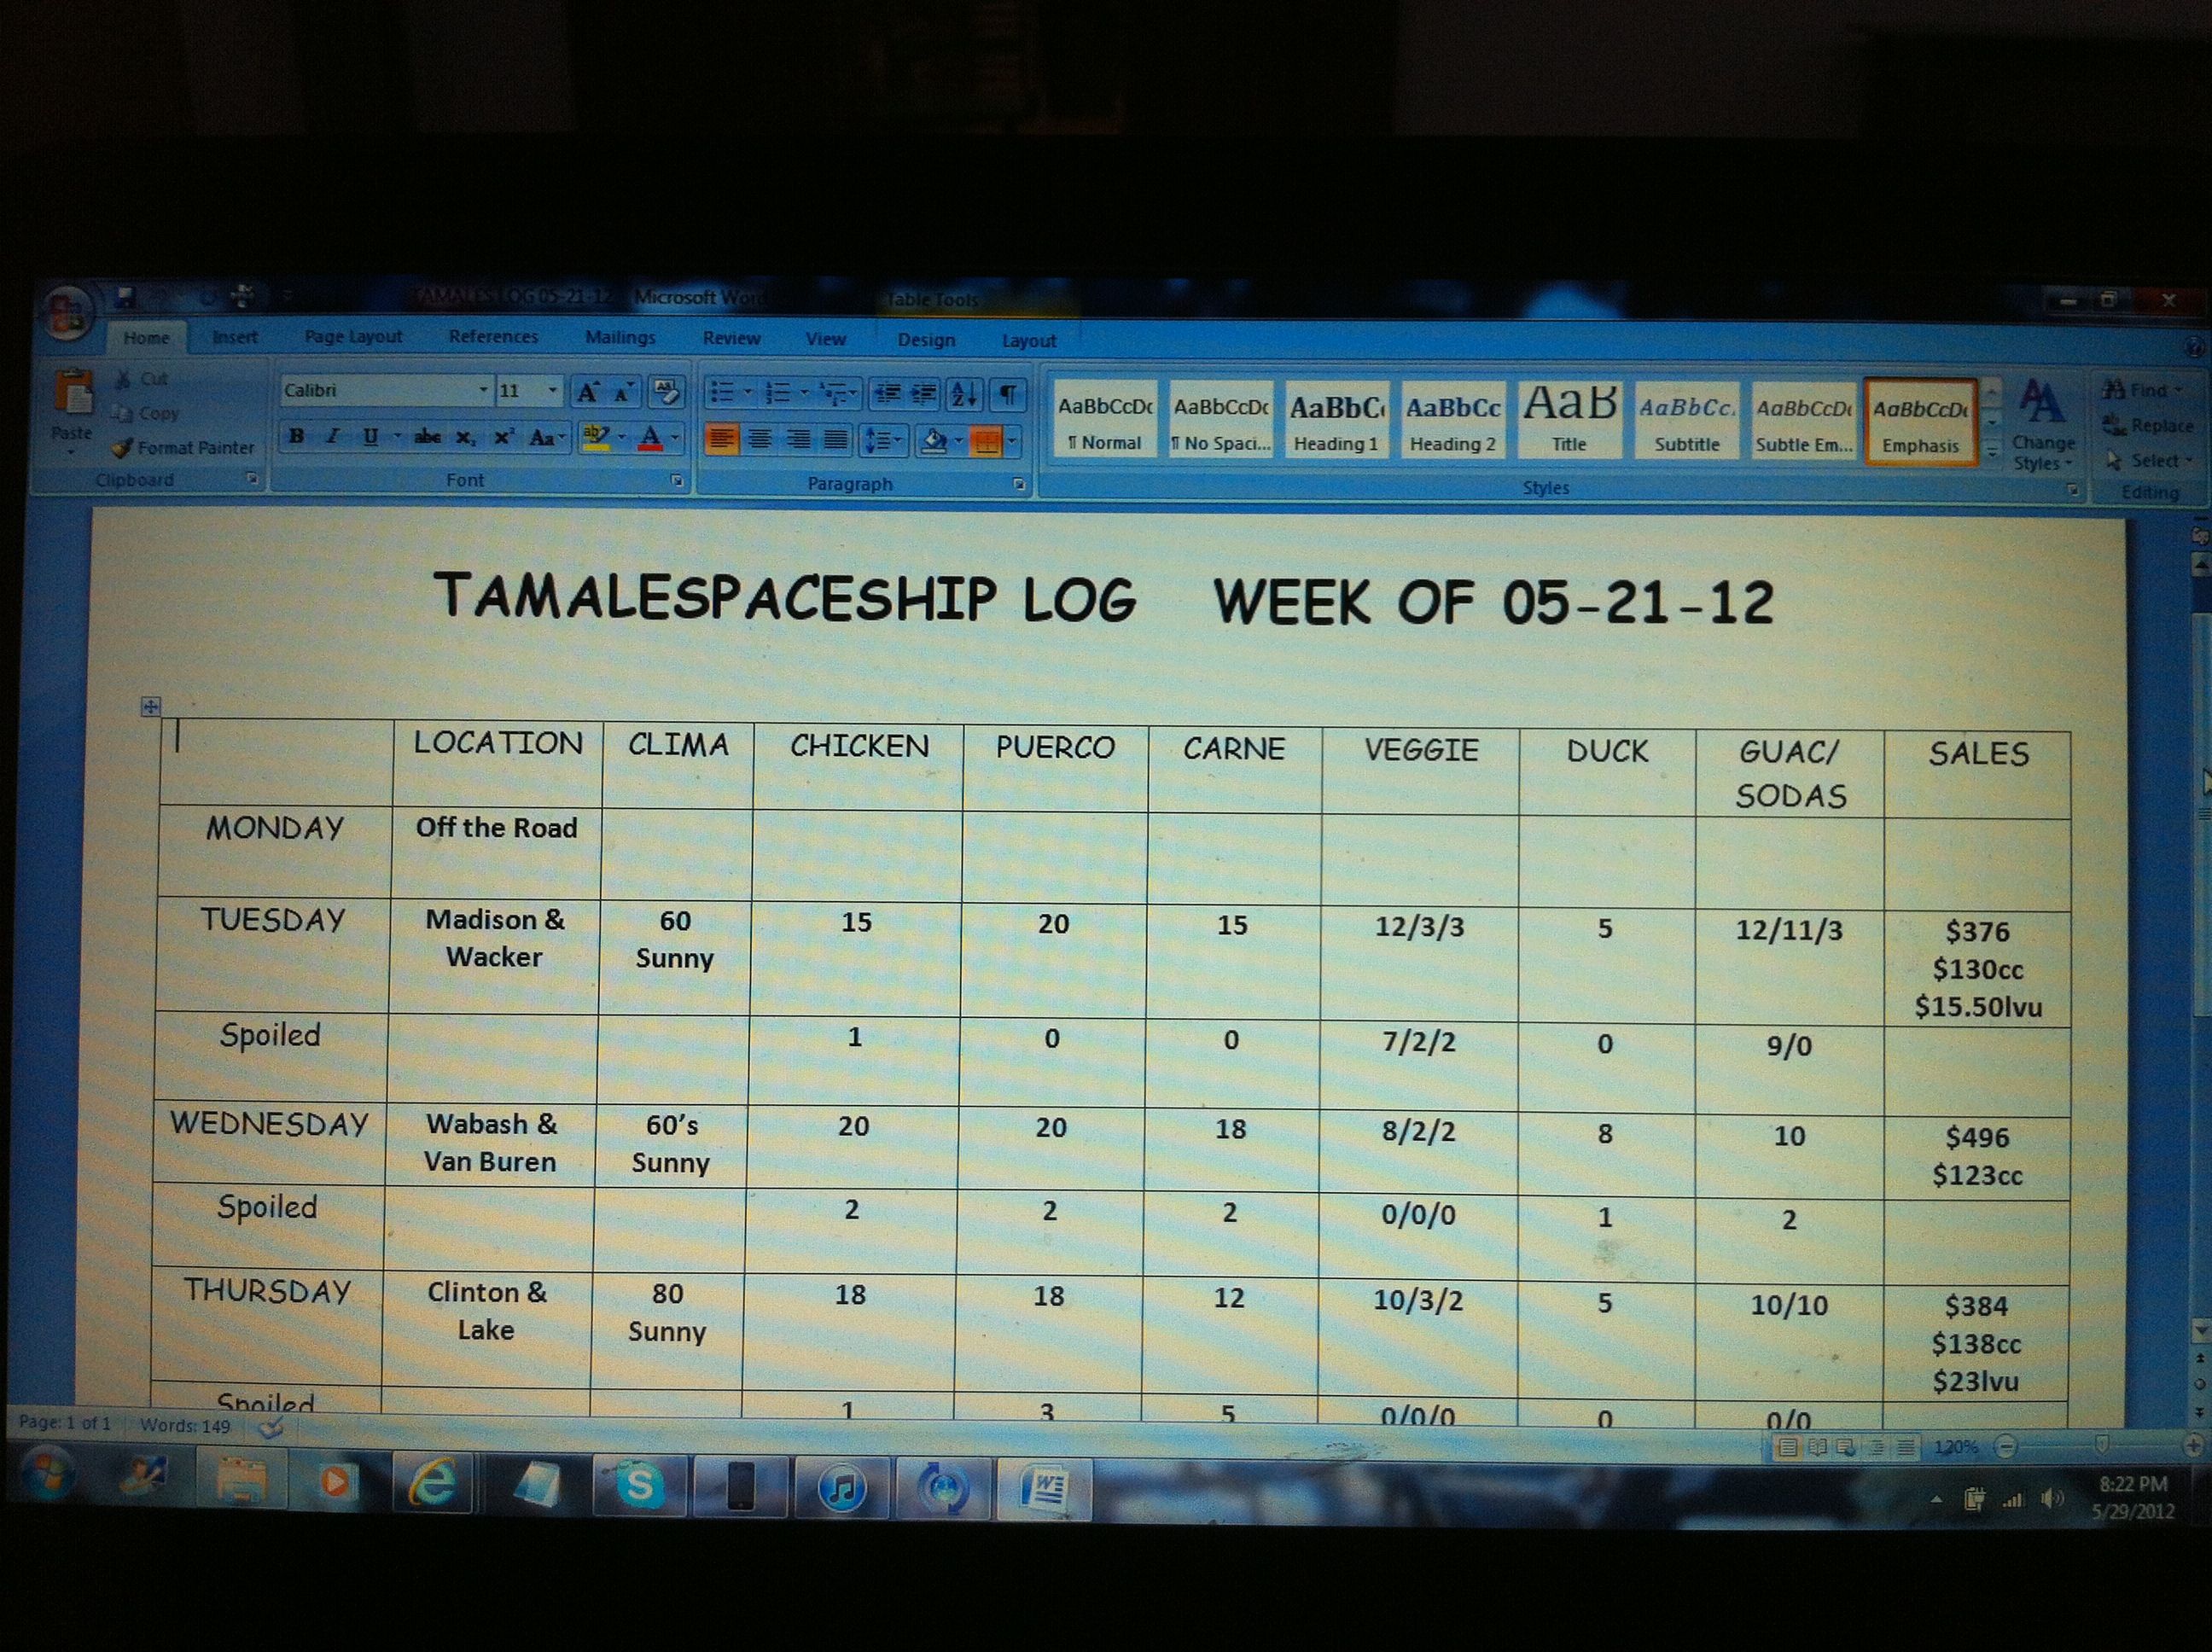 TAMALES LOG 05-21-12 Microsoft Word Table Tools
Home Insert Page Layout References Mailings Review View Design Layout
Paste
Cut
Copy
Format Painter
Clipboard
Calibri 11
B I U abc x₂ x² Aa
Font
Paragraph
AaBbCcDc AaBbCcDc AaBbC AaBbCc AaB AaBbCc. AaBbCcDt AaBbCcDt
¶ Normal ¶ No Spaci... Heading 1 Heading 2 Title Subtitle Subtle Em... Emphasis
Styles
Change
Styles
Find
Replace
Select
Editing
TAMALESPACESHIP LOG WEEK OF 05-21-12
LOCATION CLIMA CHICKEN PUERCO CARNE VEGGIE DUCK GUAC/ SALES
SODAS
MONDAY Off the Road
TUESDAY Madison & 60 15 20 15 12/3/3 5 12/11/3 $376
Wacker Sunny $130cc
$15.50lvu
Spoiled 1 0 0 7/2/2 0 9/0
WEDNESDAY Wabash & 60's 20 20 18 8/2/2 8 10 $496
Van Buren Sunny $123cc
Spoiled 2 2 2 0/0/0 1 2
THURSDAY Clinton & 80 18 18 12 10/3/2 5 10/10 $384
Lake Sunny $138cc
$23lvu
Spoiled 1 3 5 0/0/0 0 0/0
Page: 1 of 1 Words: 149 120%
8:22 PM
5/29/2012